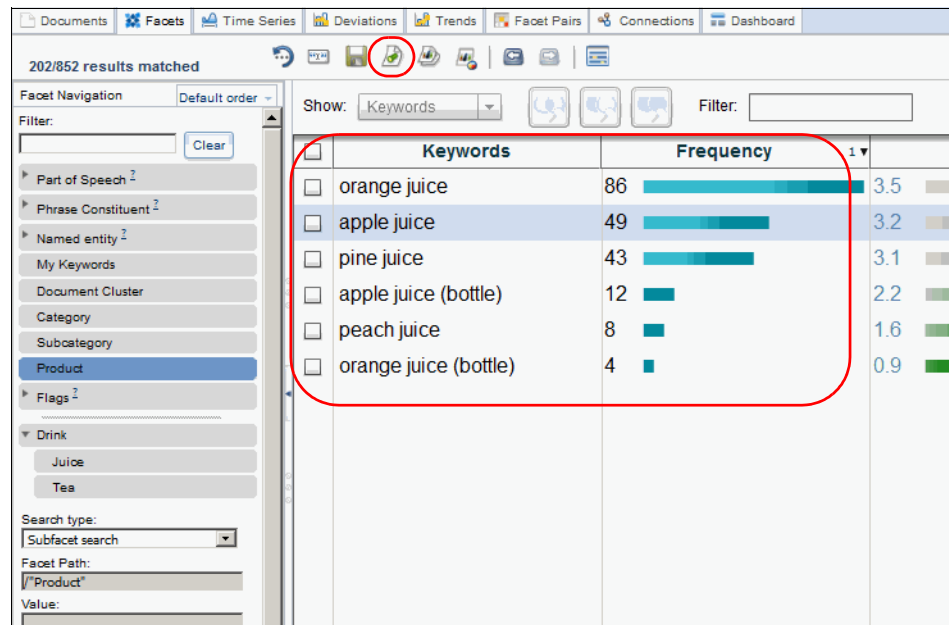 Documents Facets Time Series Deviations Trends Facet Pairs Connections Dashboard
202/852 results matched
Facet Navigation Default order
Filter:
Clear
Part of Speech ?
Phrase Constituent ?
Named entity ?
My Keywords
Document Cluster
Category
Subcategory
Product
Flags ?
Drink
Juice
Tea
Search type:
Subfacet search
Facet Path:
/"Product"
Value:
Show: Keywords Filter:
Keywords Frequency 1
orange juice 86 3.5
apple juice 49 3.2
pine juice 43 3.1
apple juice (bottle) 12 2.2
peach juice 8 1.6
orange juice (bottle) 4 0.9